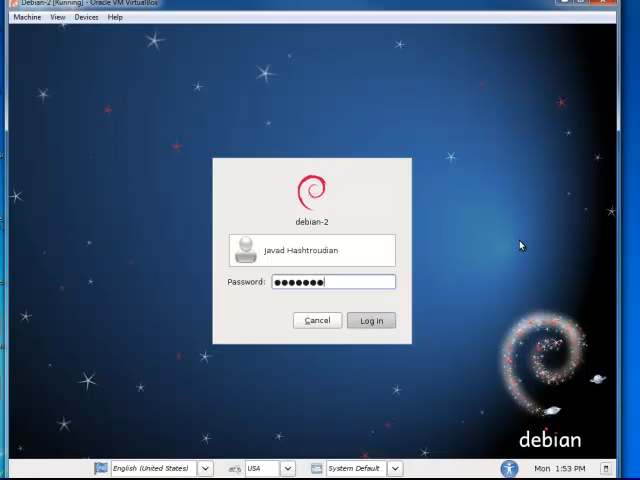 Debian-2 [Running] - Oracle VM VirtualBox
Machine View Devices Help
debian-2
Javad Hashtroudian
Password:
Cancel Log In
debian
English (United States) USA System Default Mon 1:53 PM